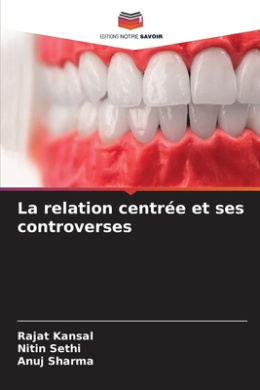 EDITIONS NOTRE SAVOIR
La relation centrée et ses
controverses
Rajat Kansal
Nitin Sethi
Anuj Sharma